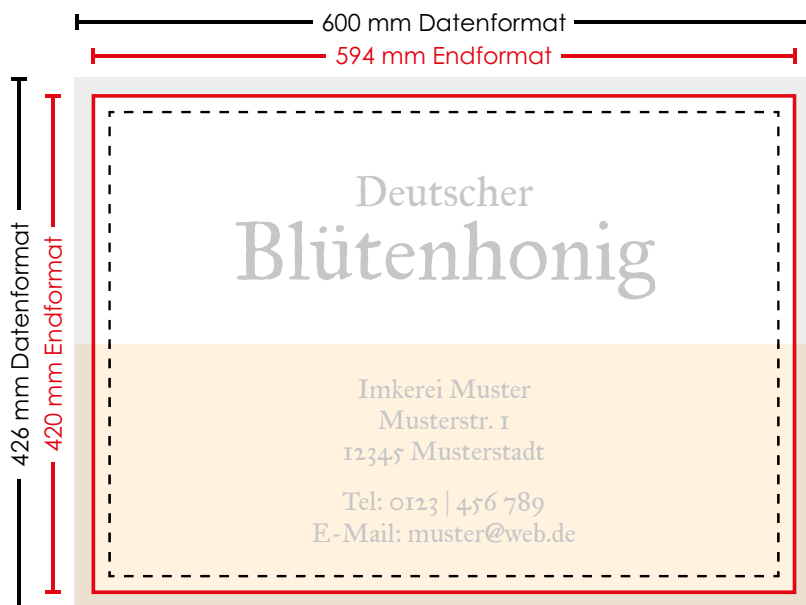 600 mm Datenformat
594 mm Endformat
426 mm Datenformat
420 mm Endformat
Deutscher
Blütenhonig
Imkerei Muster
Musterstr. 1
12345 Musterstadt
Tel: 0123 | 456 789
E-Mail: muster@web.de